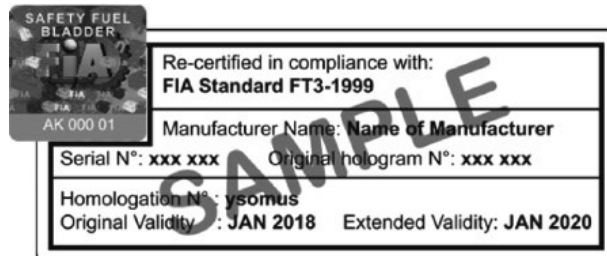 SAFETY FUEL
BLADDER
FIA
AK 000 01
Re-certified in compliance with:
FIA Standard FT3-1999
Manufacturer Name: Name of Manufacturer
Serial N°: xxx xxx Original hologram N°: xxx xxx
Homologation N° : ysomus
Original Validity : JAN 2018 Extended Validity: JAN 2020
SAMPLE